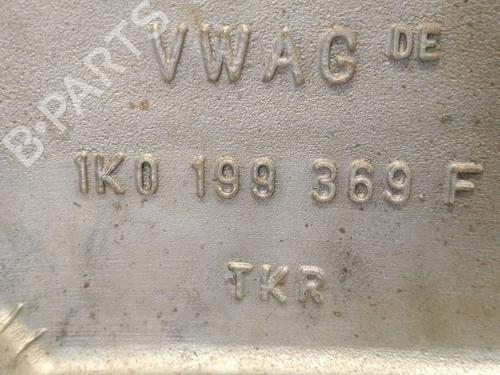 VWAG DE
1K0 199 369 F
TKR
B-PARTS